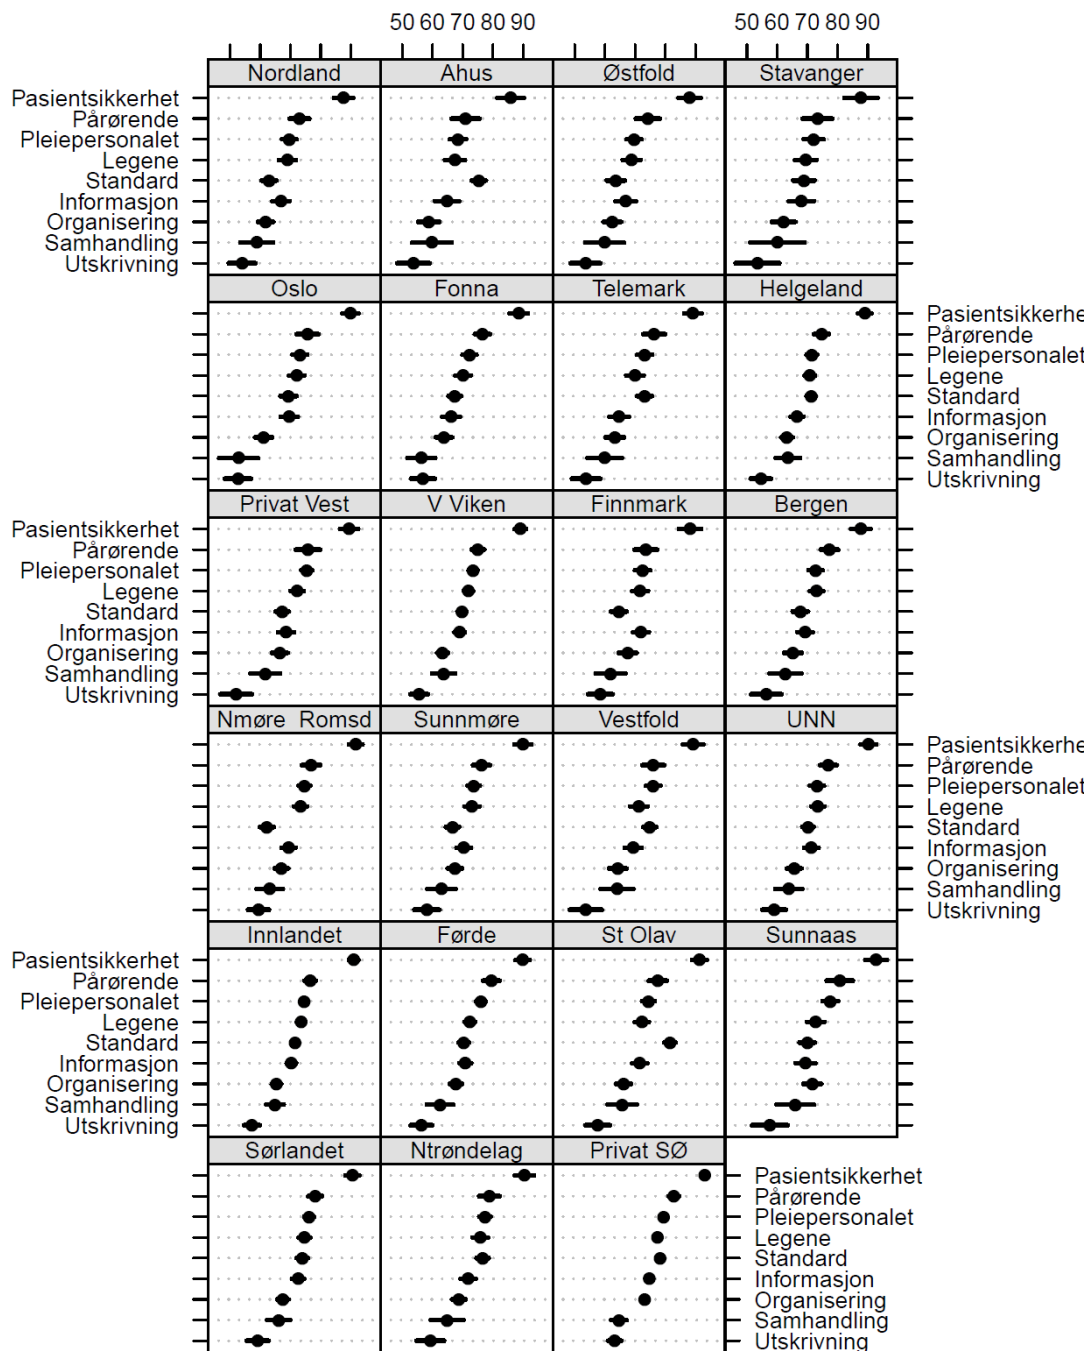 50 60 70 80 90 50 60 70 80 90
Nordland Ahus Østfold Stavanger
Pasientsikkerhet
Pårørende
Pleiepersonalet
Legene
Standard
Informasjon
Organisering
Samhandling
Utskrivning
Oslo Fonna Telemark Helgeland
Pasientsikkerhe
Pårørende
Pleiepersonalet
Legene
Standard
Informasjon
Organisering
Samhandling
Utskrivning
Privat Vest V Viken Finnmark Bergen
Pasientsikkerhet
Pårørende
Pleiepersonalet
Legene
Standard
Informasjon
Organisering
Samhandling
Utskrivning
Nmøre Romsd Sunnmøre Vestfold UNN
Pasientsikkerhe
Pårørende
Pleiepersonalet
Legene
Standard
Informasjon
Organisering
Samhandling
Utskrivning
Innlandet Førde St Olav Sunnaas
Pasientsikkerhet
Pårørende
Pleiepersonalet
Legene
Standard
Informasjon
Organisering
Samhandling
Utskrivning
Sørlandet Ntrøndelag Privat SØ
Pasientsikkerhet
Pårørende
Pleiepersonalet
Legene
Standard
Informasjon
Organisering
Samhandling
Utskrivning